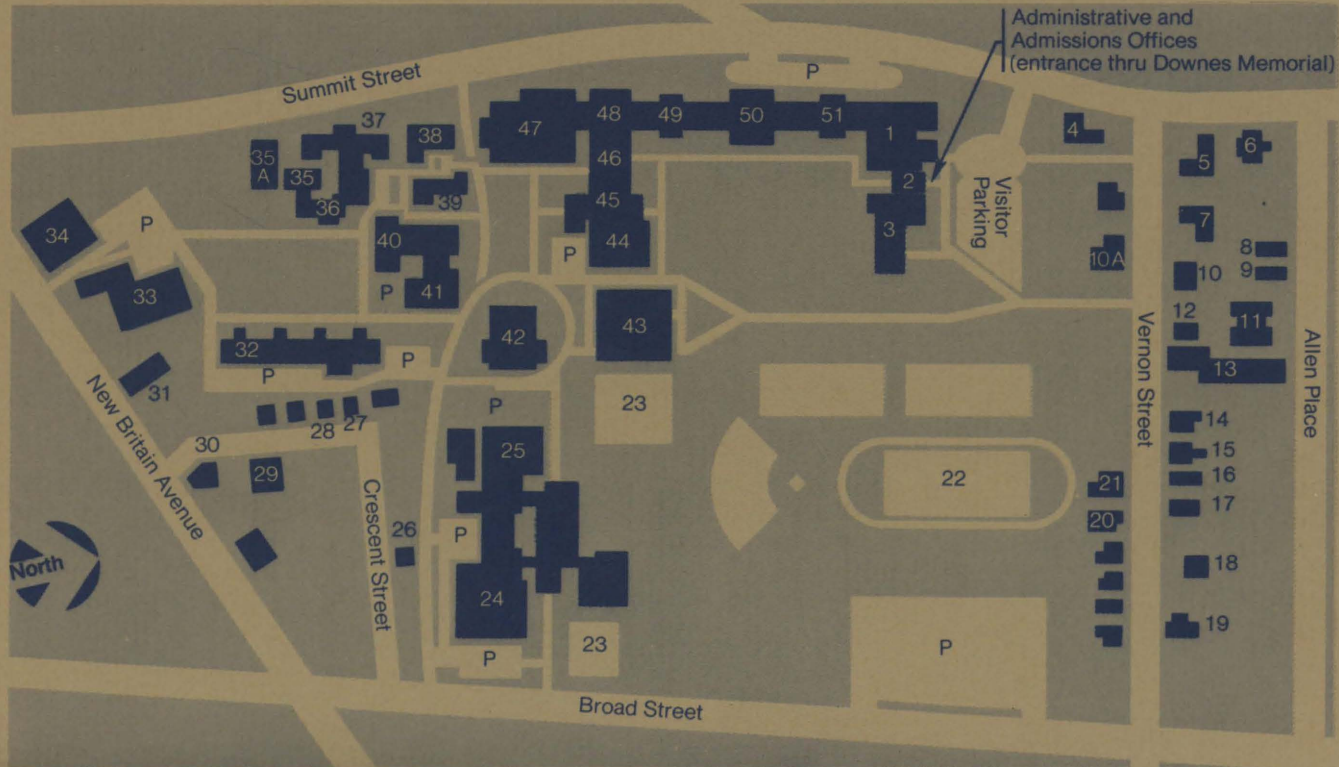 Administrative and
Admissions Offices
(entrance thru Downes Memorial)
Summit Street
P
47
48
49
50
51
1
4
37
38
46
2
5
6
35
A
35
36
39
45
3
Visitor
Parking
7
34
P
40
44
P
10A
8
9
10
33
P
41
42
43
12
11
Vernon Street
Allen Place
32
P
P
13
31
New Britain Avenue
28
27
P
23
14
30
29
25
15
16
22
21
17
Crescent Street
26
P
20
North
18
24
19
23
P
P
Broad Street